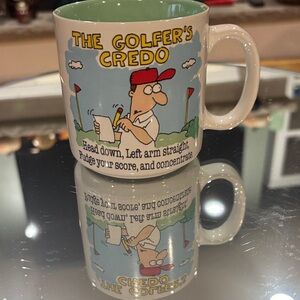 THE GOLFER'S
CREDO
Head down, Left arm straight,
Fudge your score, and concentrate.